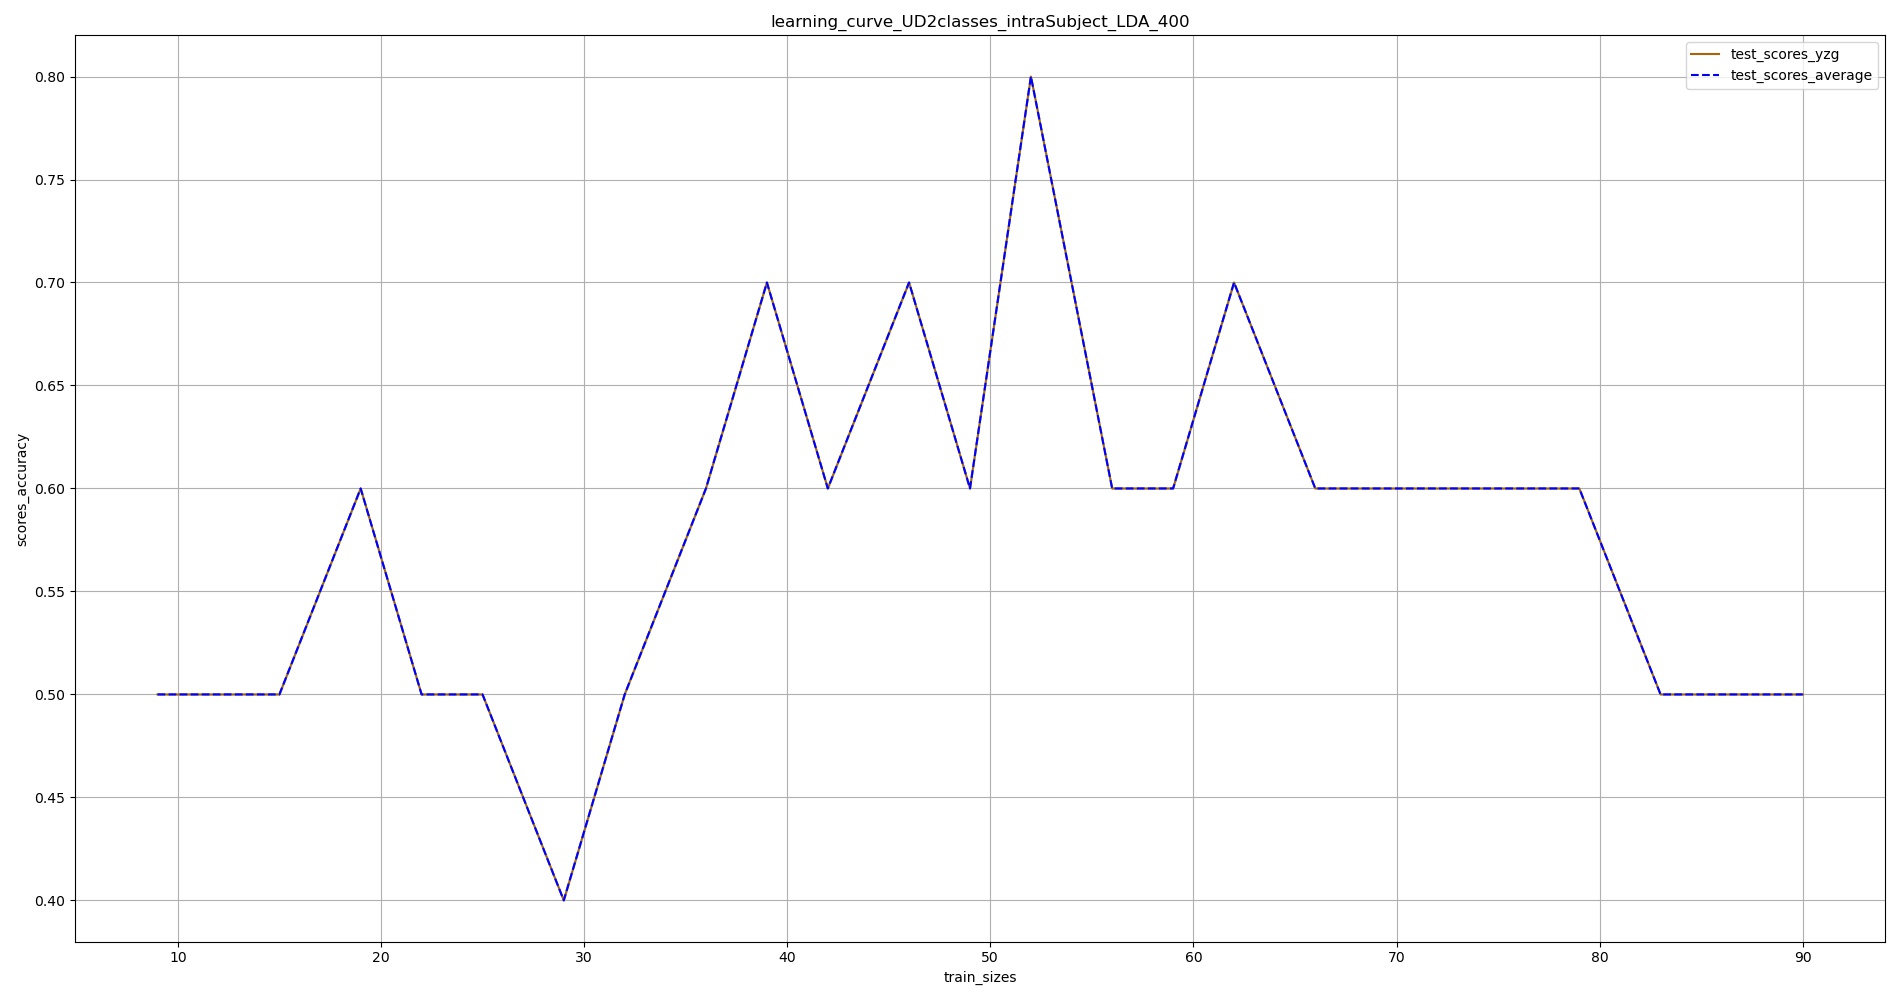 learning_curve_UD2classes_intraSubject_LDA_400
test_scores_yzg
test_scores_average
0.80
0.75
0.70
0.65
0.60
0.55
0.50
0.45
0.40
scores_accuracy
10 20 30 40 50 60 70 80 90
train_sizes